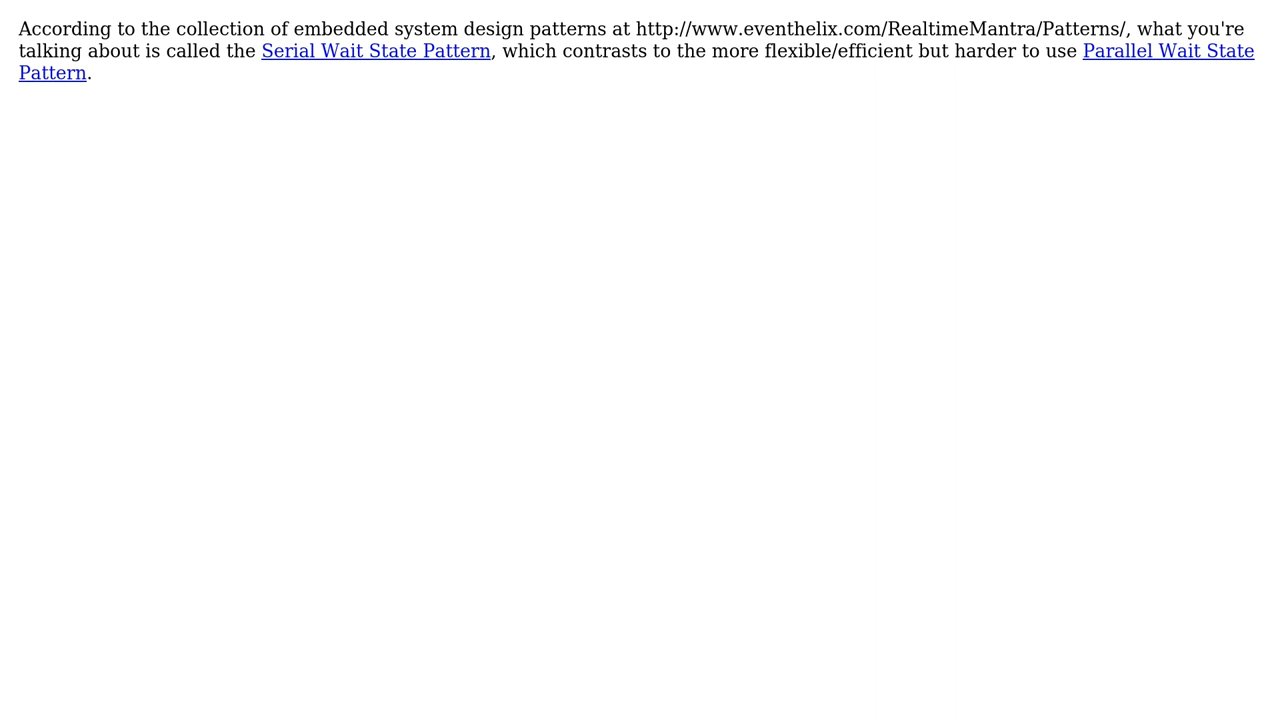 According to the collection of embedded system design patterns at http://www.eventhelix.com/RealtimeMantra/Patterns/, what you're
talking about is called the Serial Wait State Pattern, which contrasts to the more flexible/efficient but harder to use Parallel Wait State
Pattern.